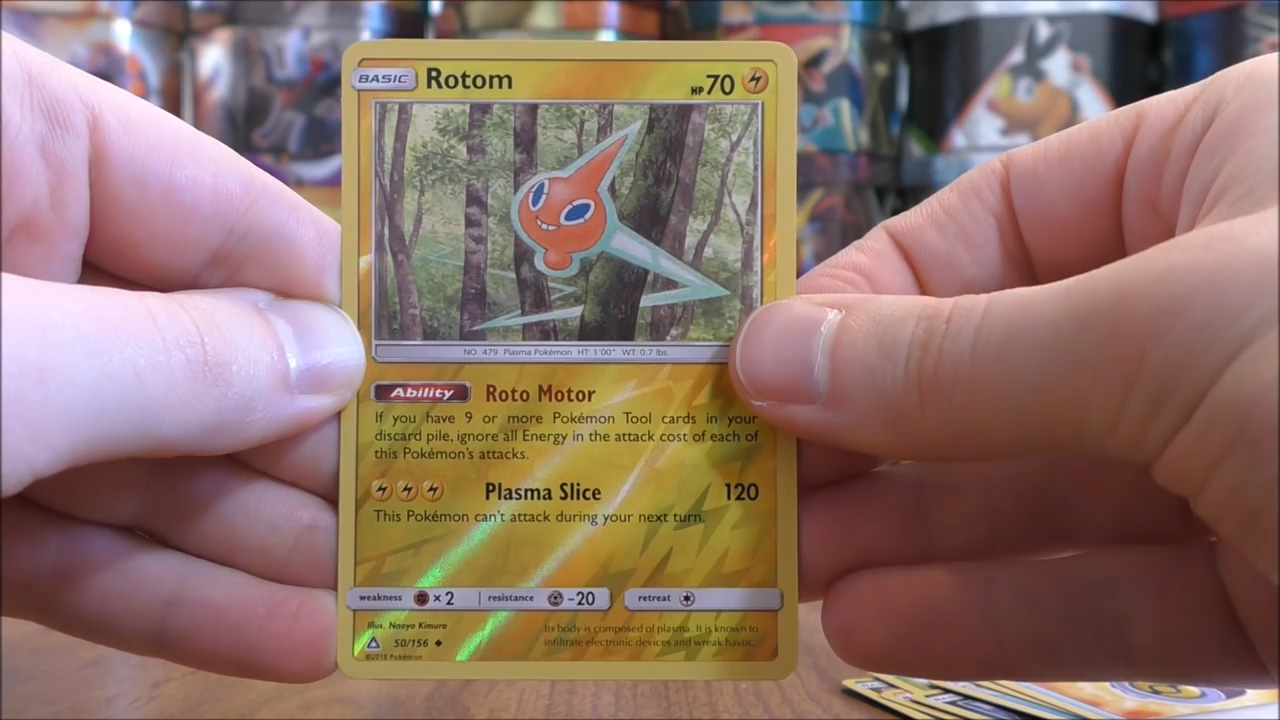 BASIC Rotom HP 70
NO. 479 Plasma Pokémon HT: 1'00" WT: 0.7 lbs.
Ability Roto Motor
If you have 9 or more Pokémon Tool cards in your
discard pile, ignore all Energy in the attack cost of each of
this Pokémon's attacks.
Plasma Slice 120
This Pokémon can't attack during your next turn.
weakness ×2 resistance -20 retreat
Illus. Naoyo Kimura
Its body is composed of plasma. It is known to
50/156
infiltrate electronic devices and wreak havoc.
©2018 Pokémon